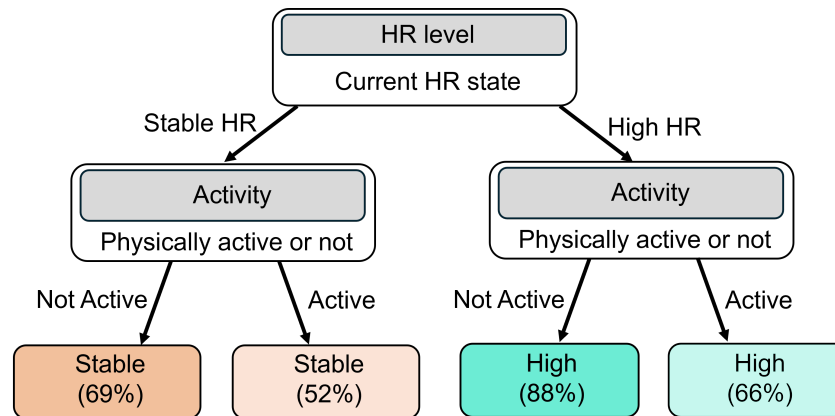 HR level
Current HR state
Stable HR
High HR
Activity
Physically active or not
Activity
Physically active or not
Not Active
Active
Not Active
Active
Stable
(69%)
Stable
(52%)
High
(88%)
High
(66%)